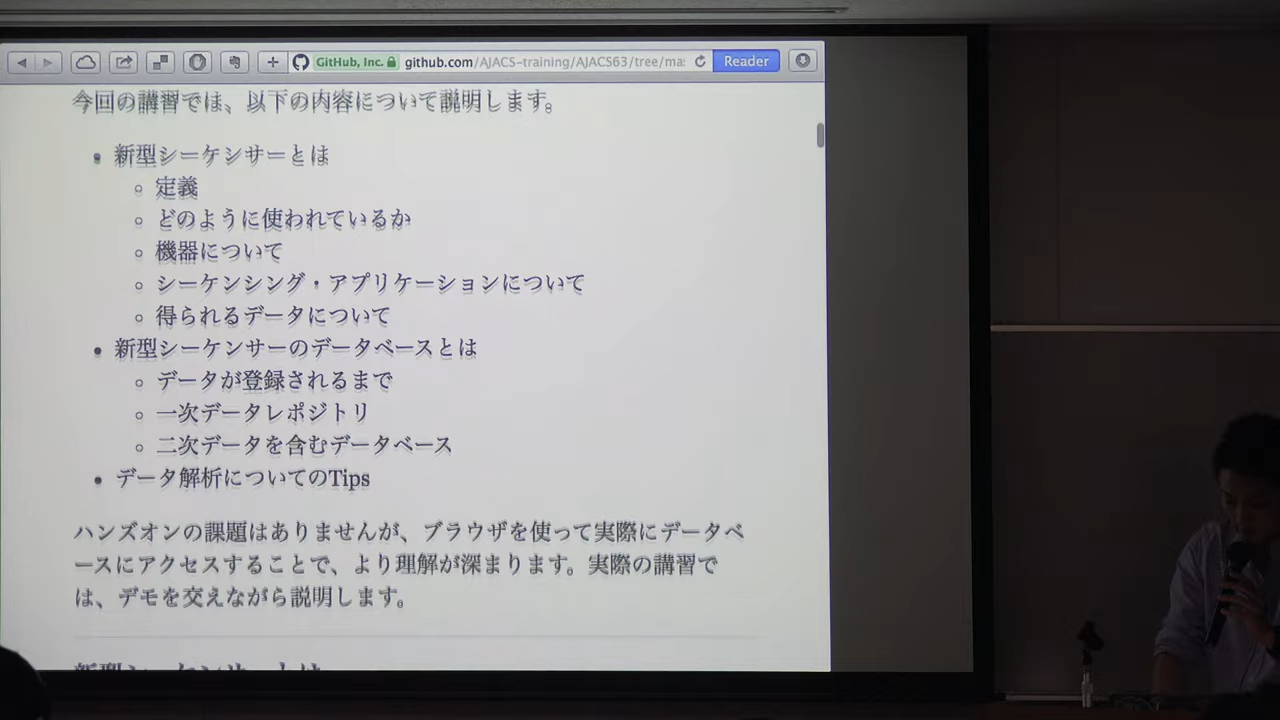 GitHub, Inc. github.com/AJACS-training/AJACS63/tree/ma Reader
今回の講習では、以下の内容について説明します。
新型シーケンサーとは
定義
どのように使われているか
機器について
シーケンシング・アプリケーションについて
得られるデータについて
新型シーケンサーのデータベースとは
データが登録されるまで
一次データレポジトリ
二次データを含むデータベース
データ解析についてのTips
ハンズオンの課題はありませんが、ブラウザを使って実際にデータベ
ースにアクセスすることで、より理解が深まります。実際の講習で
は、デモを交えながら説明します。
新型シーケンサーとは